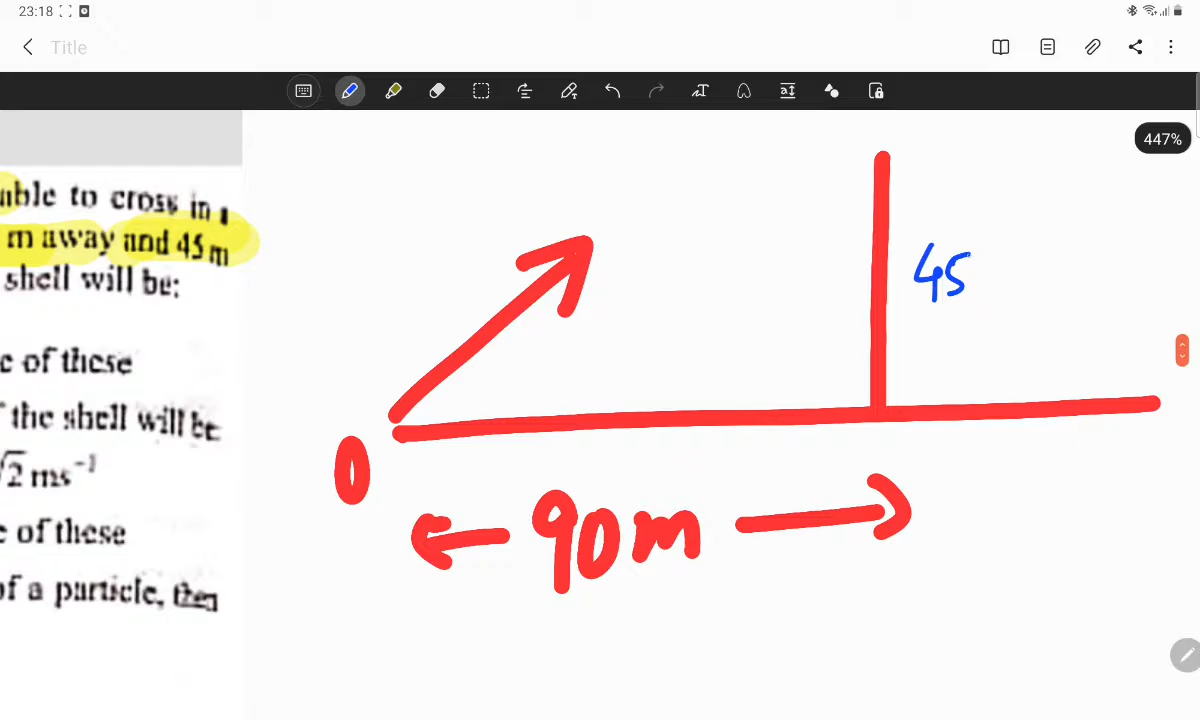 23:18
Title
447%
able to cross in
m away and 45 m
shell will be:
e of these
the shell will be
√2 ms⁻¹
e of these
of a particle, then
45
0
90m